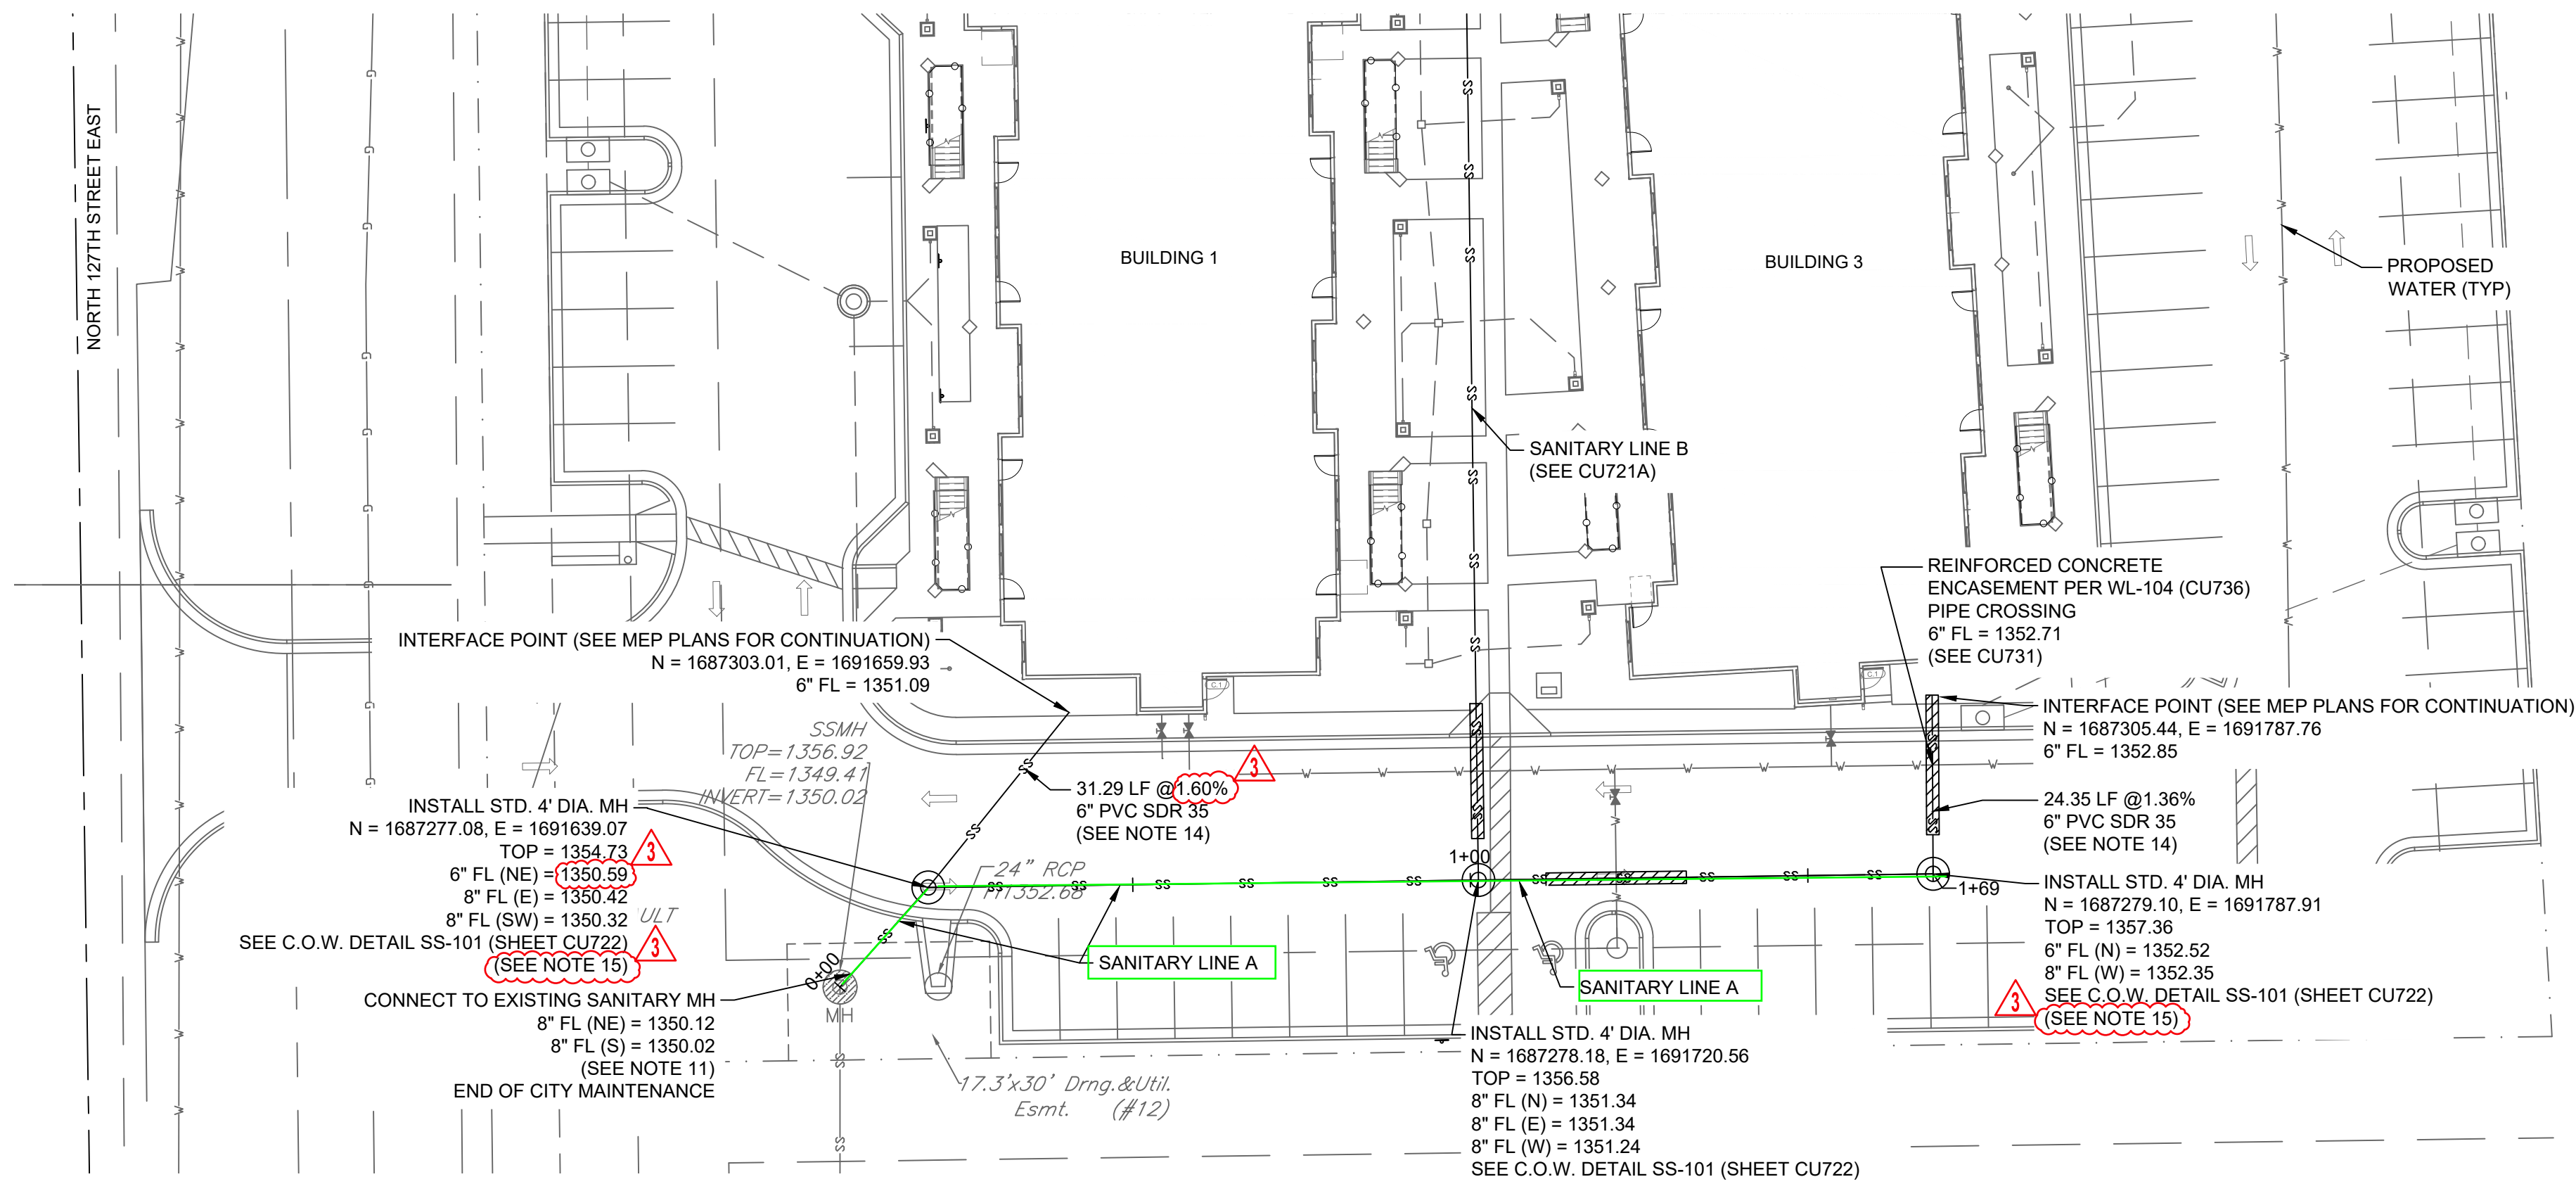 NORTH 127TH STREET EAST
BUILDING 1
BUILDING 3
PROPOSED
WATER (TYP)
SANITARY LINE B
(SEE CU721A)
REINFORCED CONCRETE
ENCASEMENT PER WL-104 (CU736)
PIPE CROSSING
6" FL = 1352.71
(SEE CU731)
INTERFACE POINT (SEE MEP PLANS FOR CONTINUATION)
N = 1687303.01, E = 1691659.93
6" FL = 1351.09
INTERFACE POINT (SEE MEP PLANS FOR CONTINUATION)
N = 1687305.44, E = 1691787.76
6" FL = 1352.85
SSMH
TOP=1356.92
FL=1349.41
INVERT=1350.02
31.29 LF @1.60%
6" PVC SDR 35
(SEE NOTE 14)
3
24.35 LF @1.36%
6" PVC SDR 35
(SEE NOTE 14)
INSTALL STD. 4' DIA. MH
N = 1687277.08, E = 1691639.07
TOP = 1354.73
3
6" FL (NE) = 1350.59
8" FL (E) = 1350.42
8" FL (SW) = 1350.32
SEE C.O.W. DETAIL SS-101 (SHEET CU722)
(SEE NOTE 15)
3
ULT
24" RCP
1+00
1+69
0+00
INSTALL STD. 4' DIA. MH
N = 1687279.10, E = 1691787.91
TOP = 1357.36
6" FL (N) = 1352.52
8" FL (W) = 1352.35
SEE C.O.W. DETAIL SS-101 (SHEET CU722)
(SEE NOTE 15)
3
SANITARY LINE A
SANITARY LINE A
CONNECT TO EXISTING SANITARY MH
8" FL (NE) = 1350.12
8" FL (S) = 1350.02
(SEE NOTE 11)
END OF CITY MAINTENANCE
MH
17.3'x30' Drng.&Util.
Esmt. (#12)
INSTALL STD. 4' DIA. MH
N = 1687278.18, E = 1691720.56
TOP = 1356.58
8" FL (N) = 1351.34
8" FL (E) = 1351.34
8" FL (W) = 1351.24
SEE C.O.W. DETAIL SS-101 (SHEET CU722)